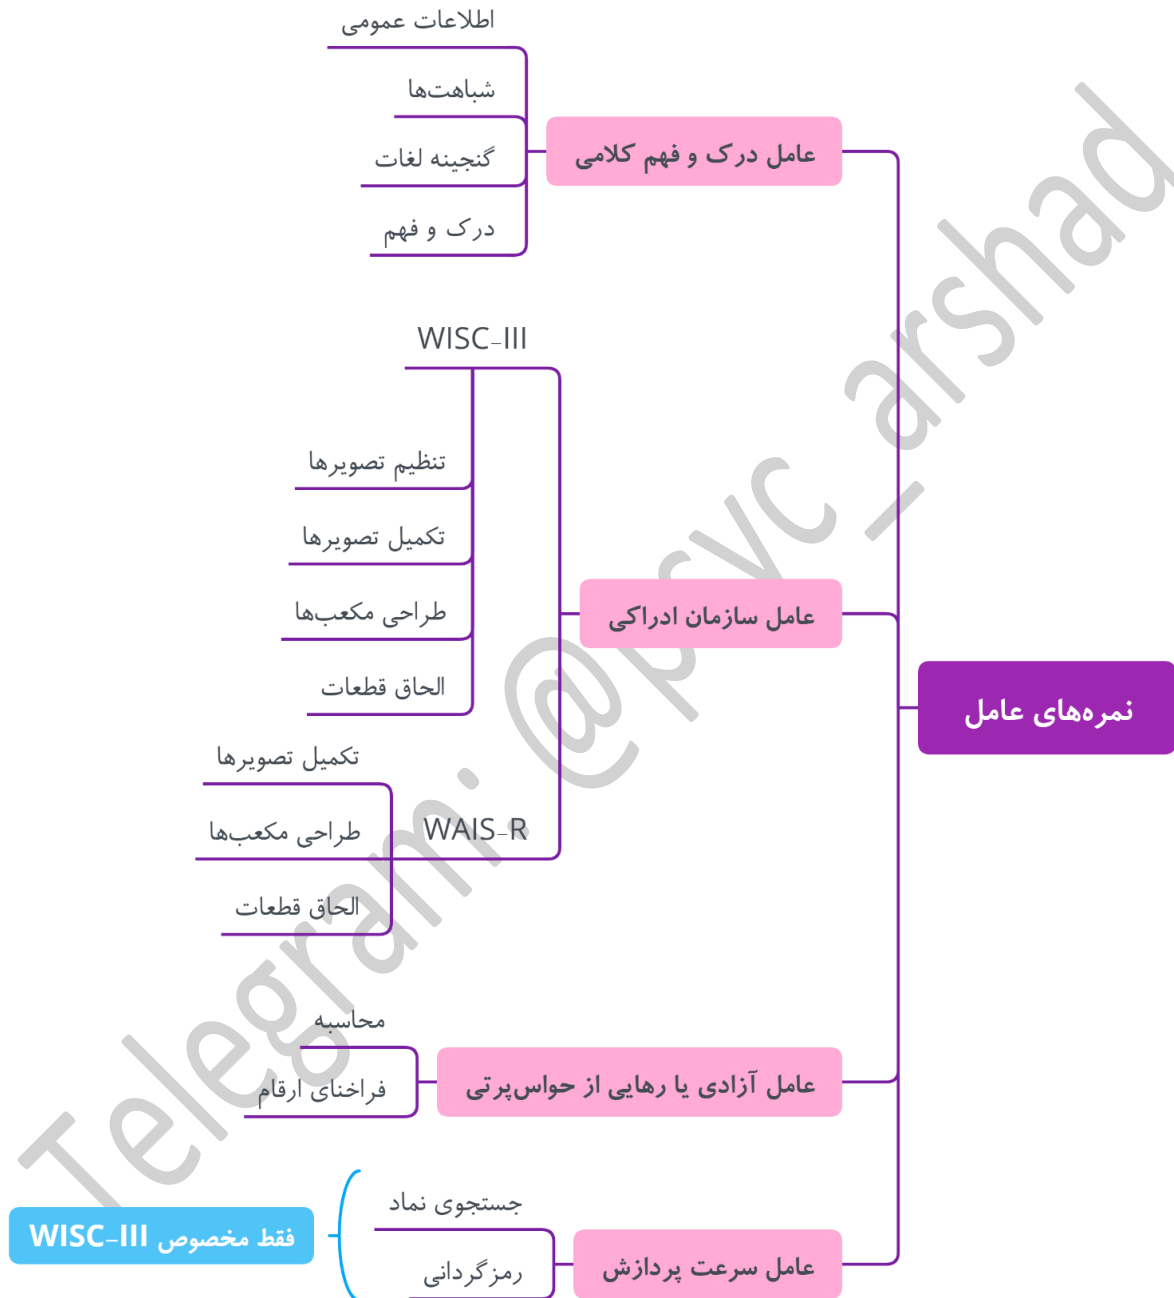 نمره‌های عامل
عامل درک و فهم کلامی
اطلاعات عمومی
شباهت‌ها
گنجینه لغات
درک و فهم
عامل سازمان ادراکی
WISC-III
تنظیم تصویرها
تکمیل تصویرها
طراحی مکعب‌ها
الحاق قطعات
WAIS-R
تکمیل تصویرها
طراحی مکعب‌ها
الحاق قطعات
عامل آزادی یا رهایی از حواس‌پرتی
محاسبه
فراخنای ارقام
عامل سرعت پردازش
جستجوی نماد
رمزگردانی
فقط مخصوص WISC-III
Telegram: @psyc_arshad